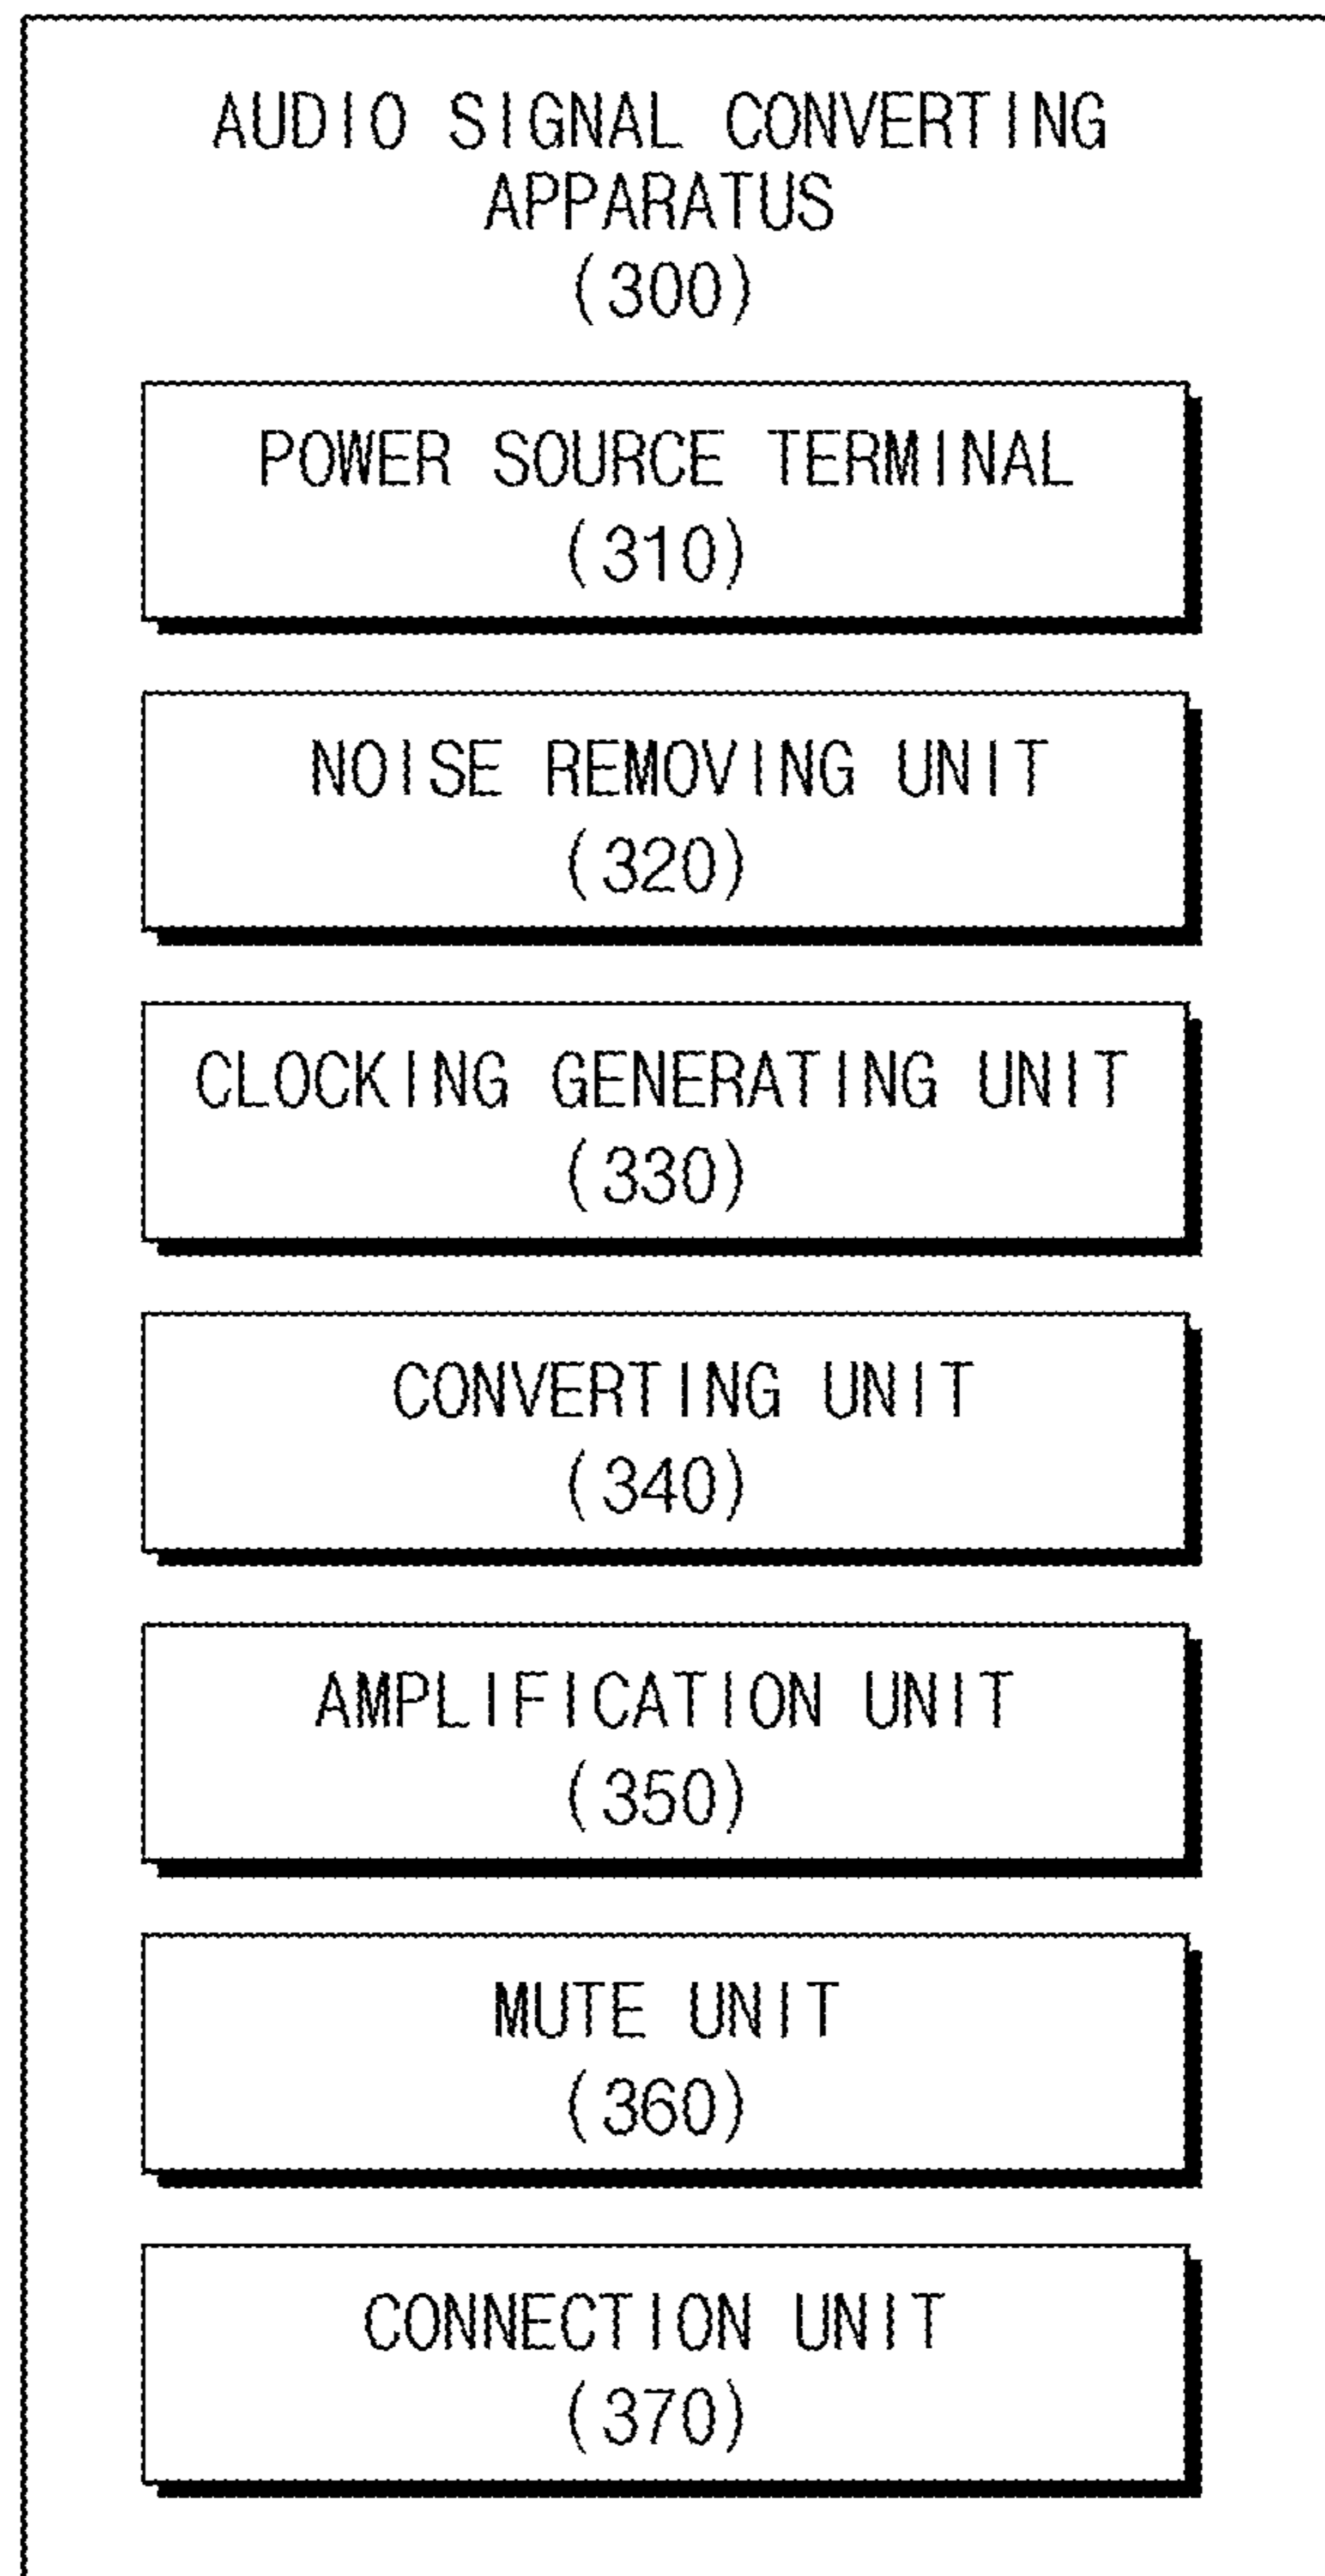 AUDIO SIGNAL CONVERTING
APPARATUS
(300)
POWER SOURCE TERMINAL
(310)
NOISE REMOVING UNIT
(320)
CLOCKING GENERATING UNIT
(330)
CONVERTING UNIT
(340)
AMPLIFICATION UNIT
(350)
MUTE UNIT
(360)
CONNECTION UNIT
(370)